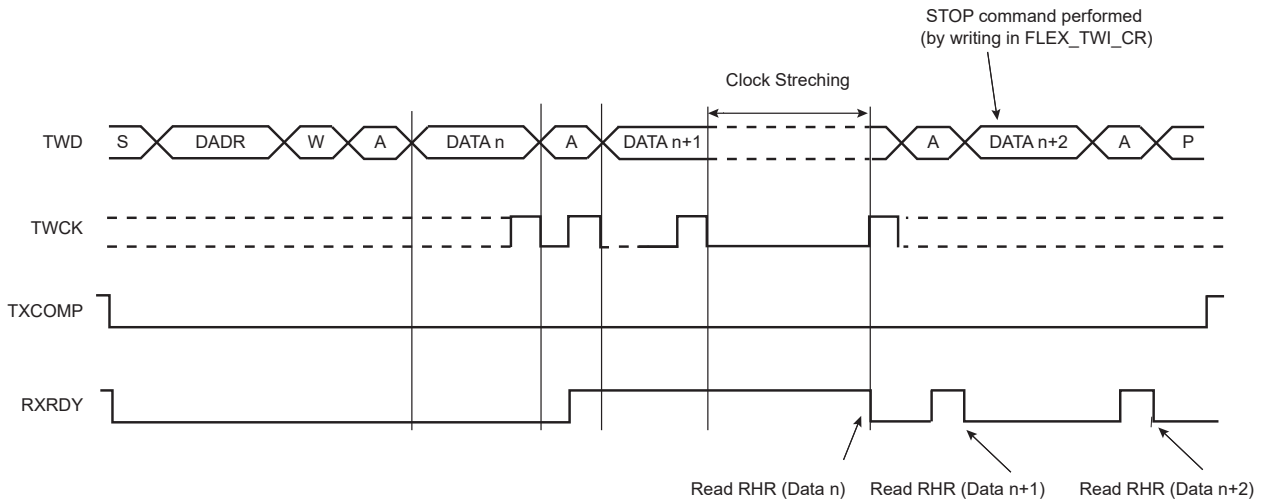 STOP command performed
(by writing in FLEX_TWI_CR)
Clock Streching
TWD S DADR W A DATA n A DATA n+1 A DATA n+2 A P
TWCK
TXCOMP
RXRDY
Read RHR (Data n) Read RHR (Data n+1) Read RHR (Data n+2)